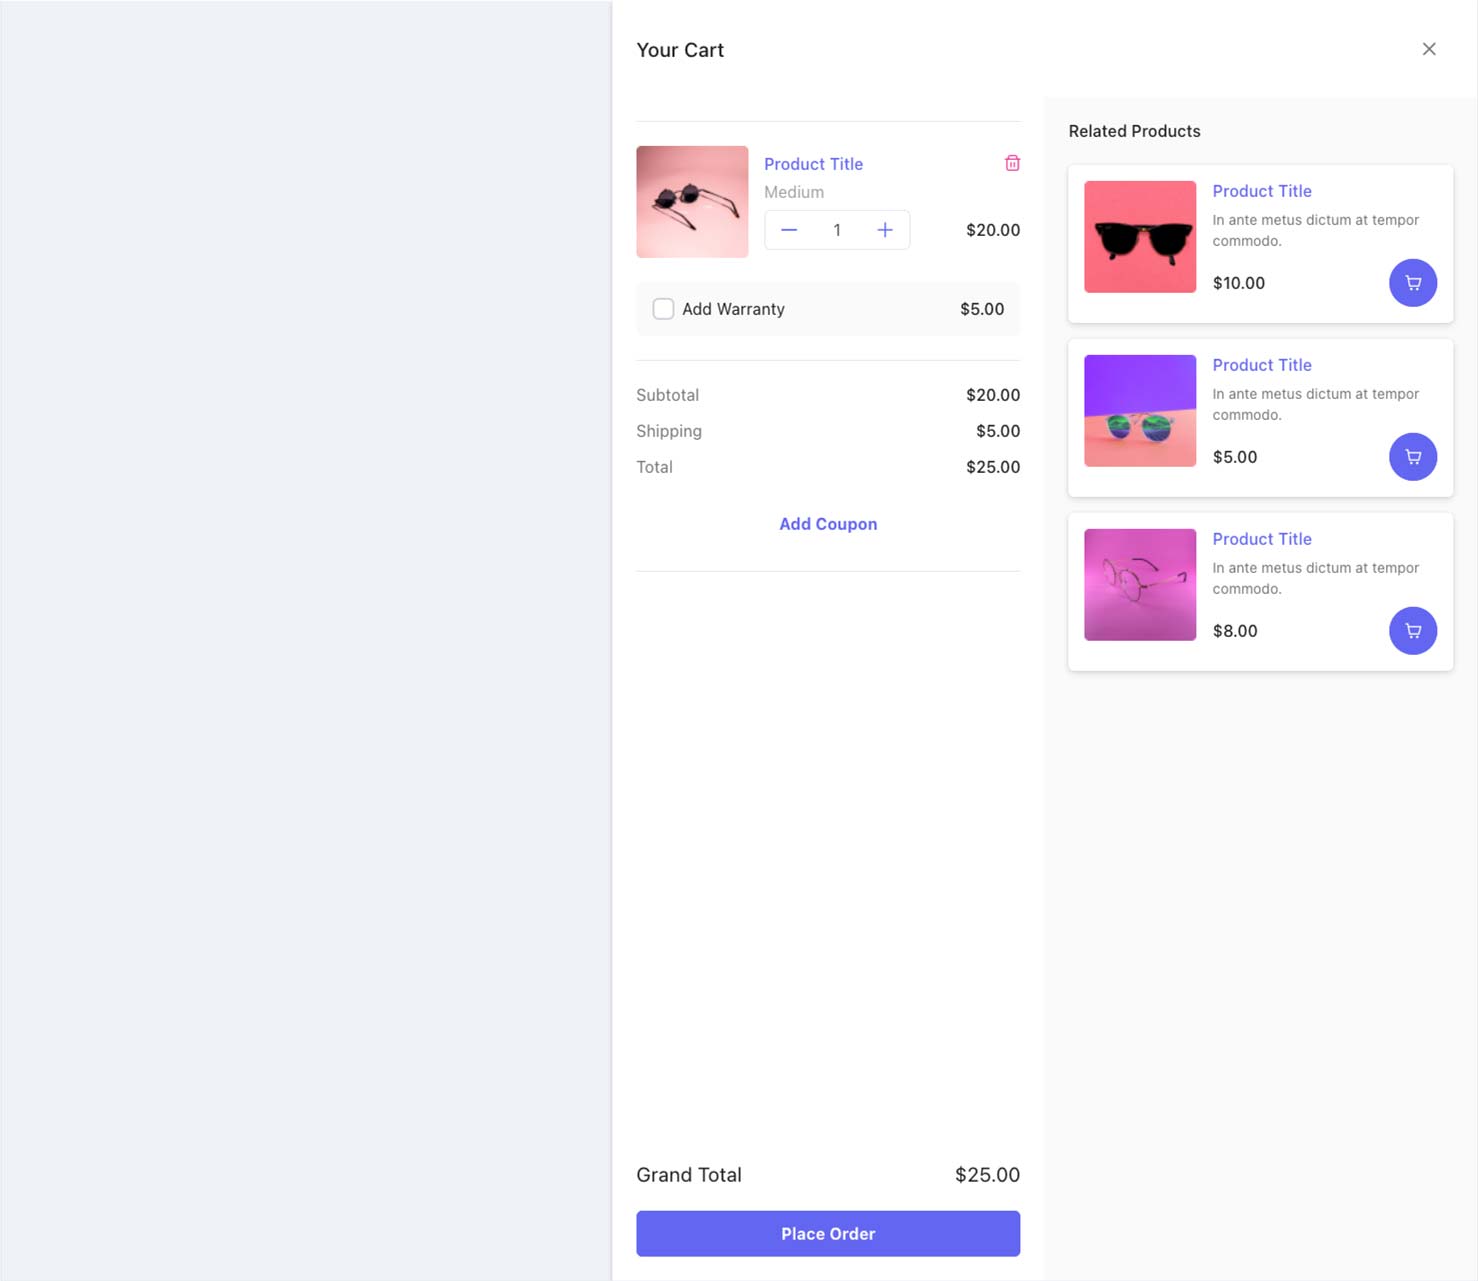 Your Cart
Product Title
Medium
1
$20.00
Add Warranty
$5.00
Subtotal
$20.00
Shipping
$5.00
Total
$25.00
Add Coupon
Grand Total
$25.00
Place Order
Related Products
Product Title
In ante metus dictum at tempor
commodo.
$10.00
Product Title
In ante metus dictum at tempor
commodo.
$5.00
Product Title
In ante metus dictum at tempor
commodo.
$8.00